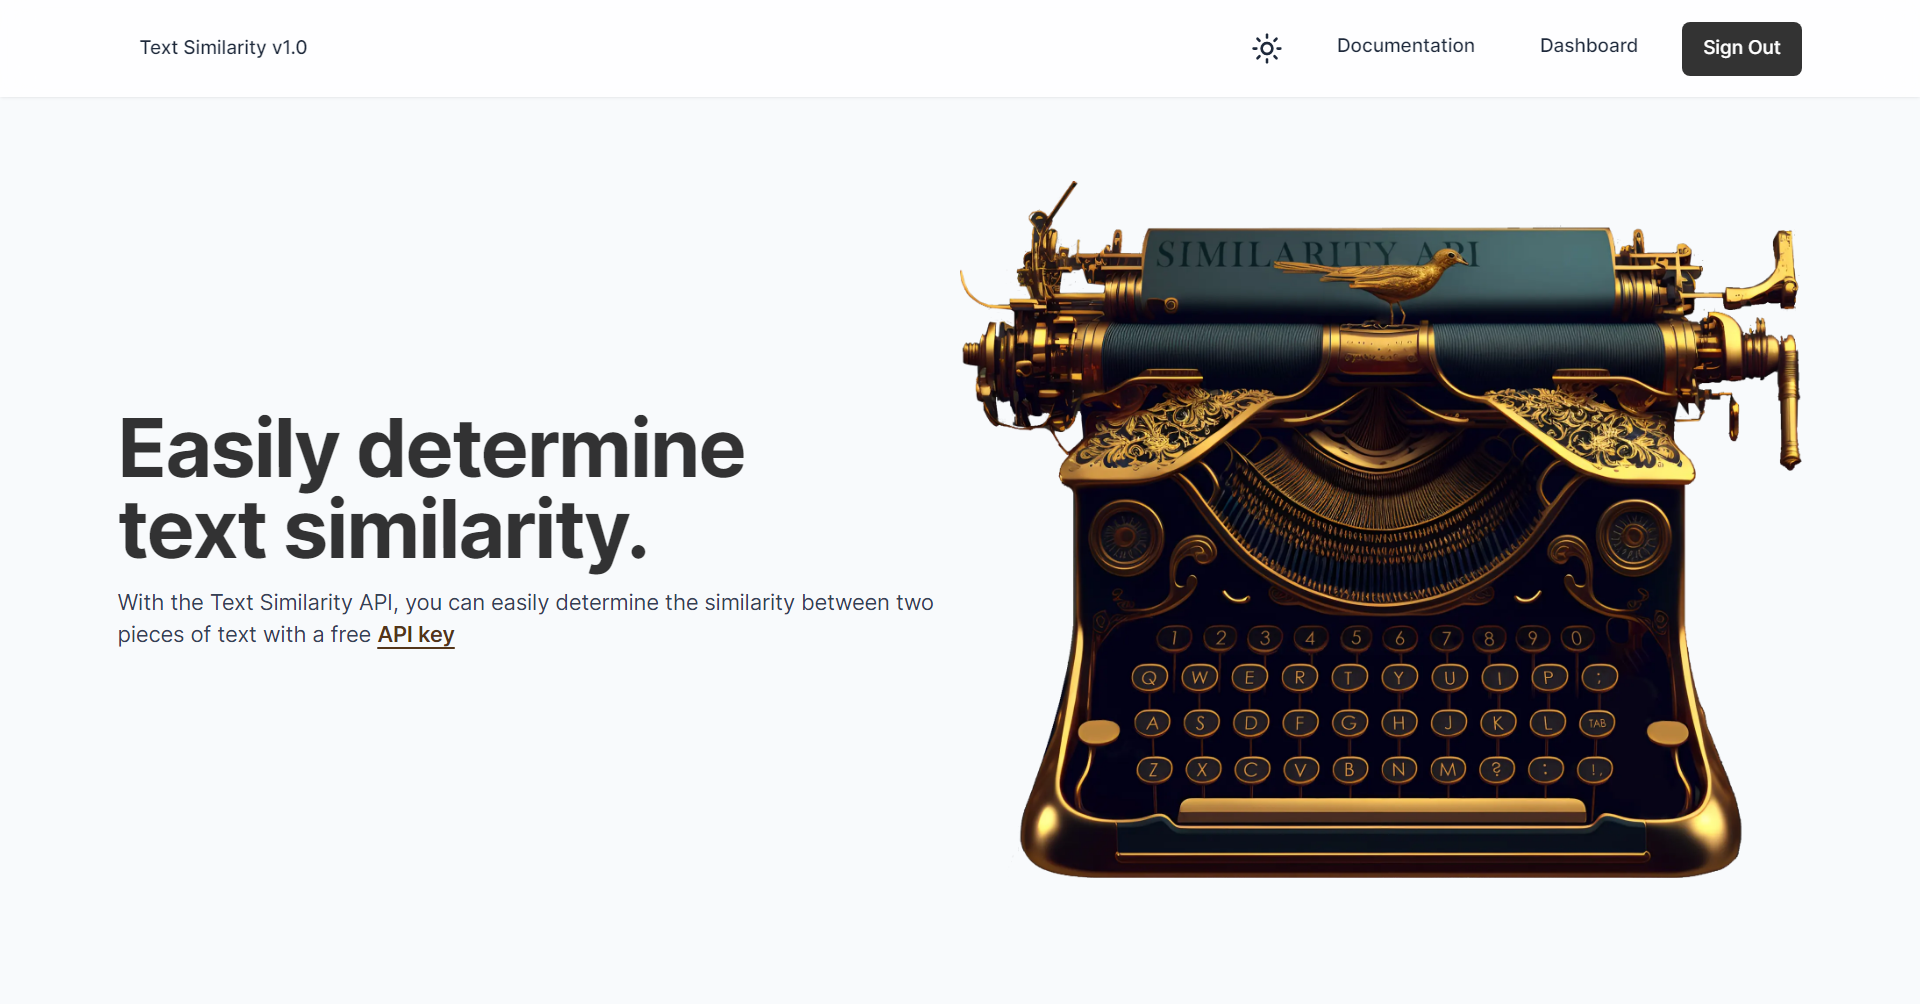 Text Similarity v1.0
Documentation
Dashboard
Sign Out
SIMILARITY API
Easily determine
text similarity.
With the Text Similarity API, you can easily determine the similarity between two
pieces of text with a free API key
1 2 3 4 5 6 7 8 9 0
Q W E R T Y U I P ;
A S D F G H J K L TAB
Z X C V B N M ? : !,